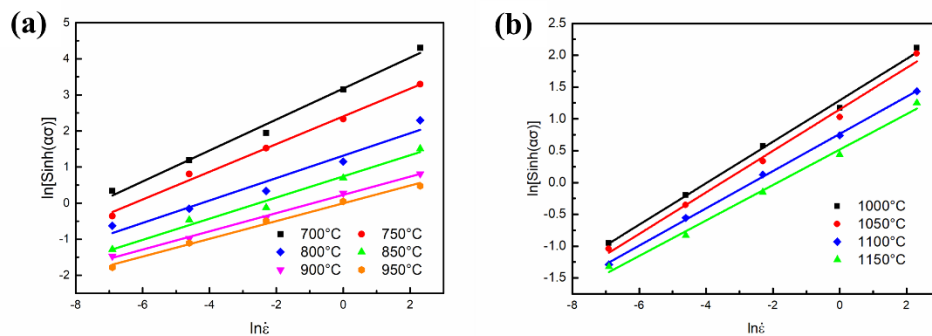 (a)
5
4
3
2
1
0
-1
-2
ln[Sinh(ασ)]
700°C 750°C
800°C 850°C
900°C 950°C
-8 -6 -4 -2 0 2
lnε̇
(b)
2.5
2.0
1.5
1.0
0.5
0.0
-0.5
-1.0
-1.5
ln[Sinh(ασ)]
1000°C
1050°C
1100°C
1150°C
-8 -6 -4 -2 0 2
lnε̇